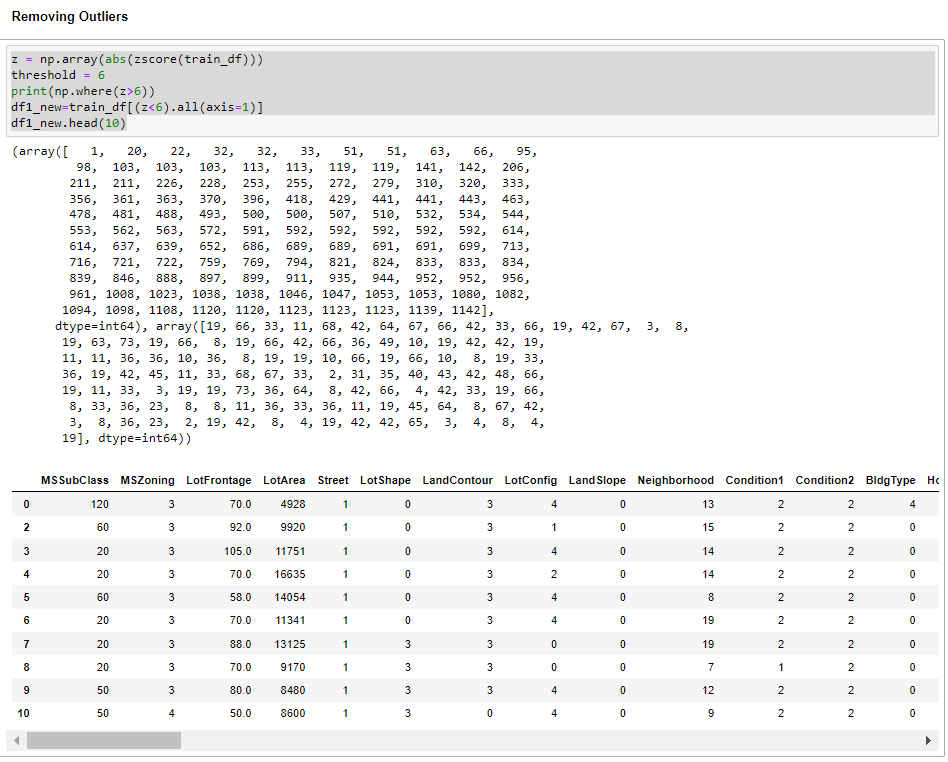 Removing Outliers
z = np.array(abs(zscore(train_df)))
threshold = 6
print(np.where(z>6))
df1_new=train_df[(z<6).all(axis=1)]
df1_new.head(10)
(array([   1,   20,   22,   32,   32,   33,   51,   51,   63,   66,   95,
98,  103,  103,  103,  113,  113,  119,  119,  141,  142,  206,
211,  211,  226,  228,  253,  255,  272,  279,  310,  320,  333,
356,  361,  363,  370,  396,  418,  429,  441,  441,  443,  463,
478,  481,  488,  493,  500,  500,  507,  510,  532,  534,  544,
553,  562,  563,  572,  591,  592,  592,  592,  592,  592,  614,
614,  637,  639,  652,  686,  689,  689,  691,  691,  699,  713,
716,  721,  722,  759,  769,  794,  821,  824,  833,  833,  834,
839,  846,  888,  897,  899,  911,  935,  944,  952,  952,  956,
961, 1008, 1023, 1038, 1038, 1046, 1047, 1053, 1053, 1080, 1082,
1094, 1098, 1108, 1120, 1120, 1123, 1123, 1123, 1139, 1142],
dtype=int64), array([19, 66, 33, 11, 68, 42, 64, 67, 66, 42, 33, 66, 19, 42, 67,  3,  8,
19, 63, 73, 19, 66,  8, 19, 66, 42, 66, 36, 49, 10, 19, 42, 42, 19,
11, 11, 36, 36, 10, 36,  8, 19, 19, 10, 66, 19, 66, 10,  8, 19, 33,
36, 19, 42, 45, 11, 33, 68, 67, 33,  2, 31, 35, 40, 43, 42, 48, 66,
19, 11, 33,  3, 19, 19, 73, 36, 64,  8, 42, 66,  4, 42, 33, 19, 66,
8, 33, 36, 23,  8,  8, 11, 36, 33, 36, 11, 19, 45, 64,  8, 67, 42,
3,  8, 36, 23,  2, 19, 42,  8,  4, 19, 42, 42, 65,  3,  4,  8,  4,
19], dtype=int64))
MSSubClass MSZoning LotFrontage LotArea Street LotShape LandContour LotConfig LandSlope Neighborhood Condition1 Condition2 BldgType Ho
0 120 3 70.0 4928 1 0 3 4 0 13 2 2 4
2 60 3 92.0 9920 1 0 3 1 0 15 2 2 0
3 20 3 105.0 11751 1 0 3 4 0 14 2 2 0
4 20 3 70.0 16635 1 0 3 2 0 14 2 2 0
5 60 3 58.0 14054 1 0 3 4 0 8 2 2 0
6 20 3 70.0 11341 1 0 3 4 0 19 2 2 0
7 20 3 88.0 13125 1 3 3 0 0 19 2 2 0
8 20 3 70.0 9170 1 3 3 0 0 7 1 2 0
9 50 3 80.0 8480 1 3 3 4 0 12 2 2 0
10 50 4 50.0 8600 1 3 0 4 0 9 2 2 0